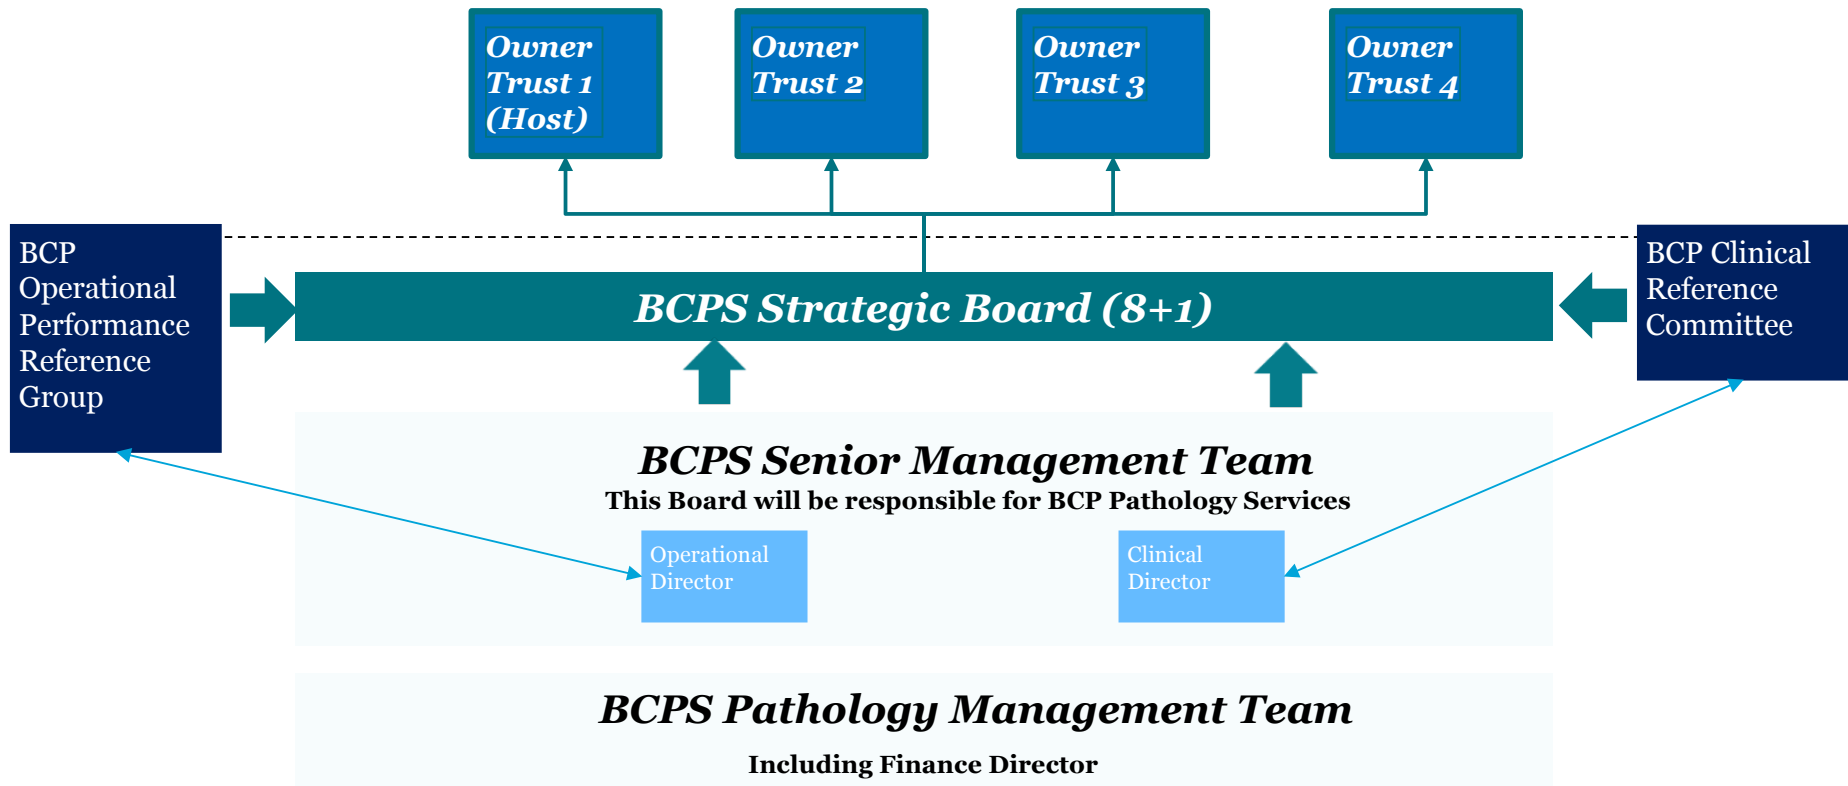 Owner
Trust 1
(Host)
Owner
Trust 2
Owner
Trust 3
Owner
Trust 4
BCP
Operational
Performance
Reference
Group
BCPS Strategic Board (8+1)
BCP Clinical
Reference
Committee
BCPS Senior Management Team
This Board will be responsible for BCP Pathology Services
Operational
Director
Clinical
Director
BCPS Pathology Management Team
Including Finance Director